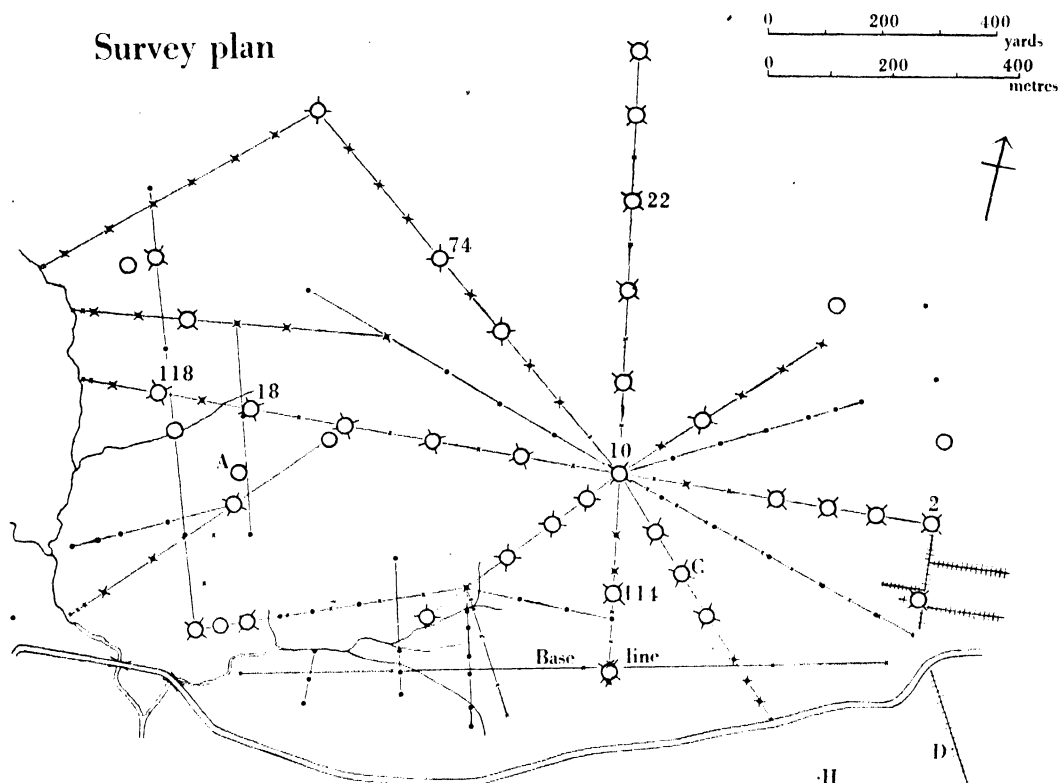 Survey plan
0 200 400
yards
0 200 400
metres
22
74
118
18
10
A
2
C
114
Base line
D
H